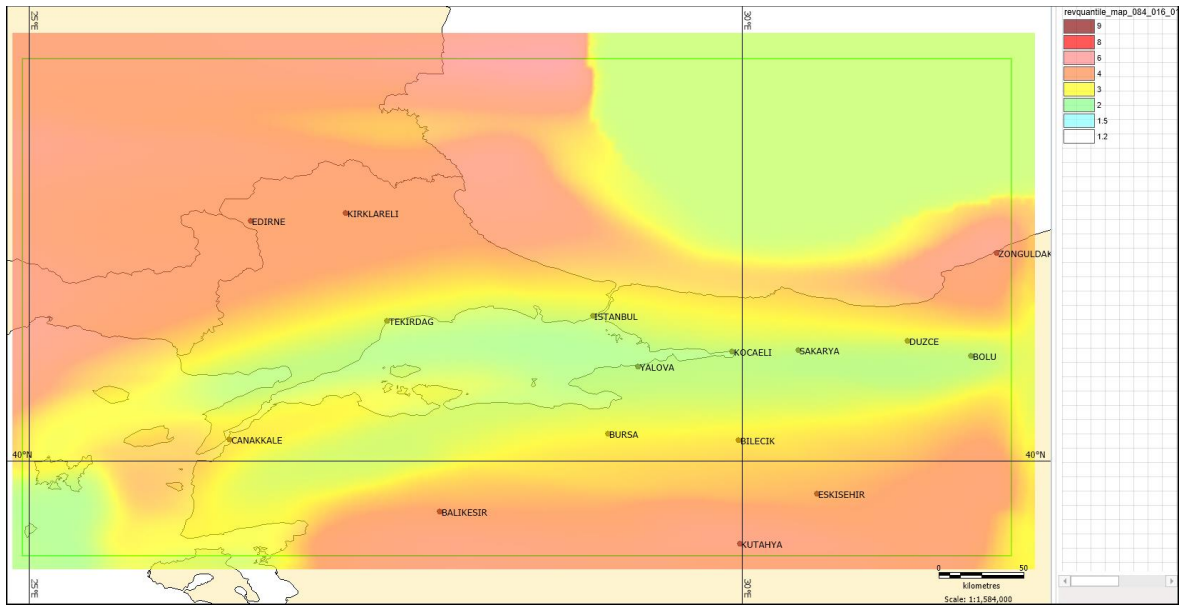 25°E
30°E
revquantile_map_084_016_0
9
8
6
4
3
2
1.5
1.2
EDIRNE
KIRKLARELI
ZONGULDAK
TEKIRDAG
ISTANBUL
KOCAELI
SAKARYA
DUZCE
BOLU
YALOVA
CANAKKALE
BURSA
BILECIK
40°N
40°N
ESKISEHIR
BALIKESIR
KUTAHYA
0 50
kilometres
Scale: 1:1,584,000
25°E
30°E